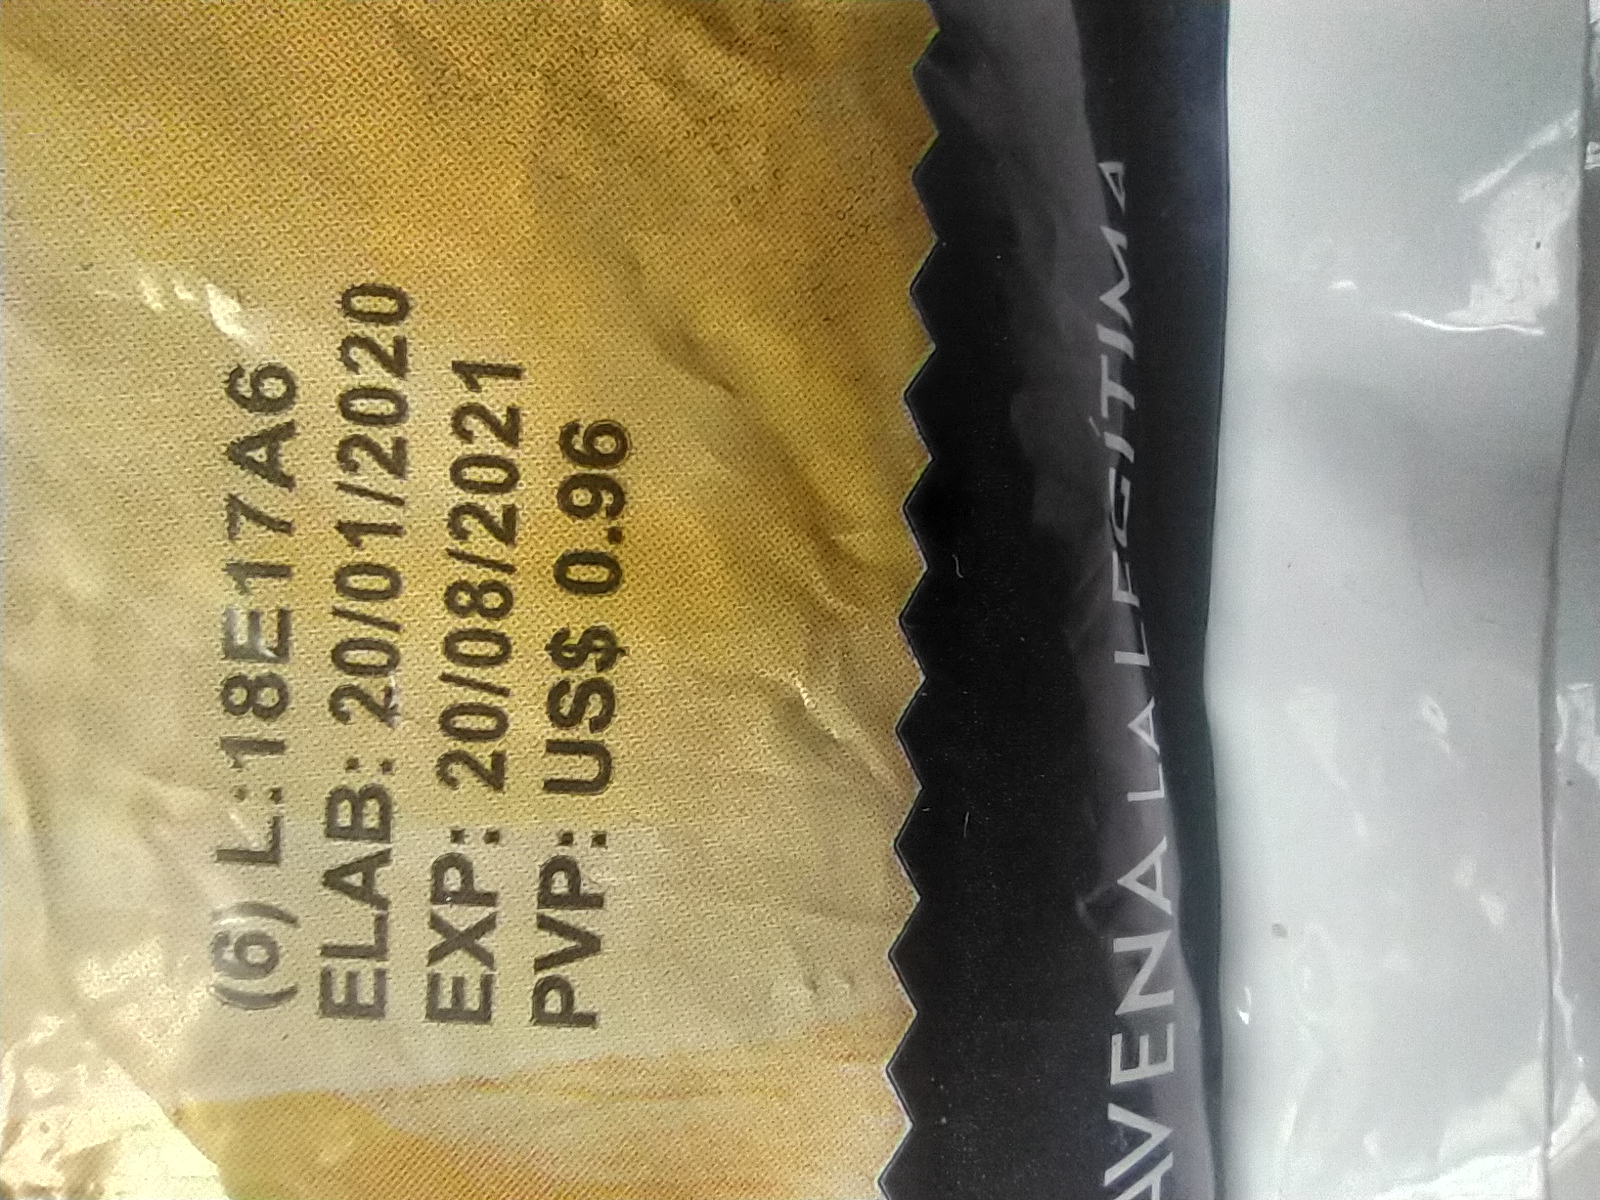 (6) L:18E17A6
ELAB: 20/01/2020
EXP: 20/08/2021
PVP: US$ 0.96
AVENA LA LEGÍTIMA